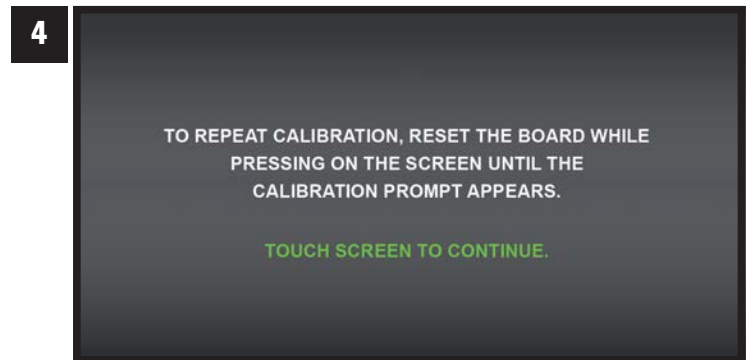 4
TO REPEAT CALIBRATION, RESET THE BOARD WHILE
PRESSING ON THE SCREEN UNTIL THE
CALIBRATION PROMPT APPEARS.
TOUCH SCREEN TO CONTINUE.